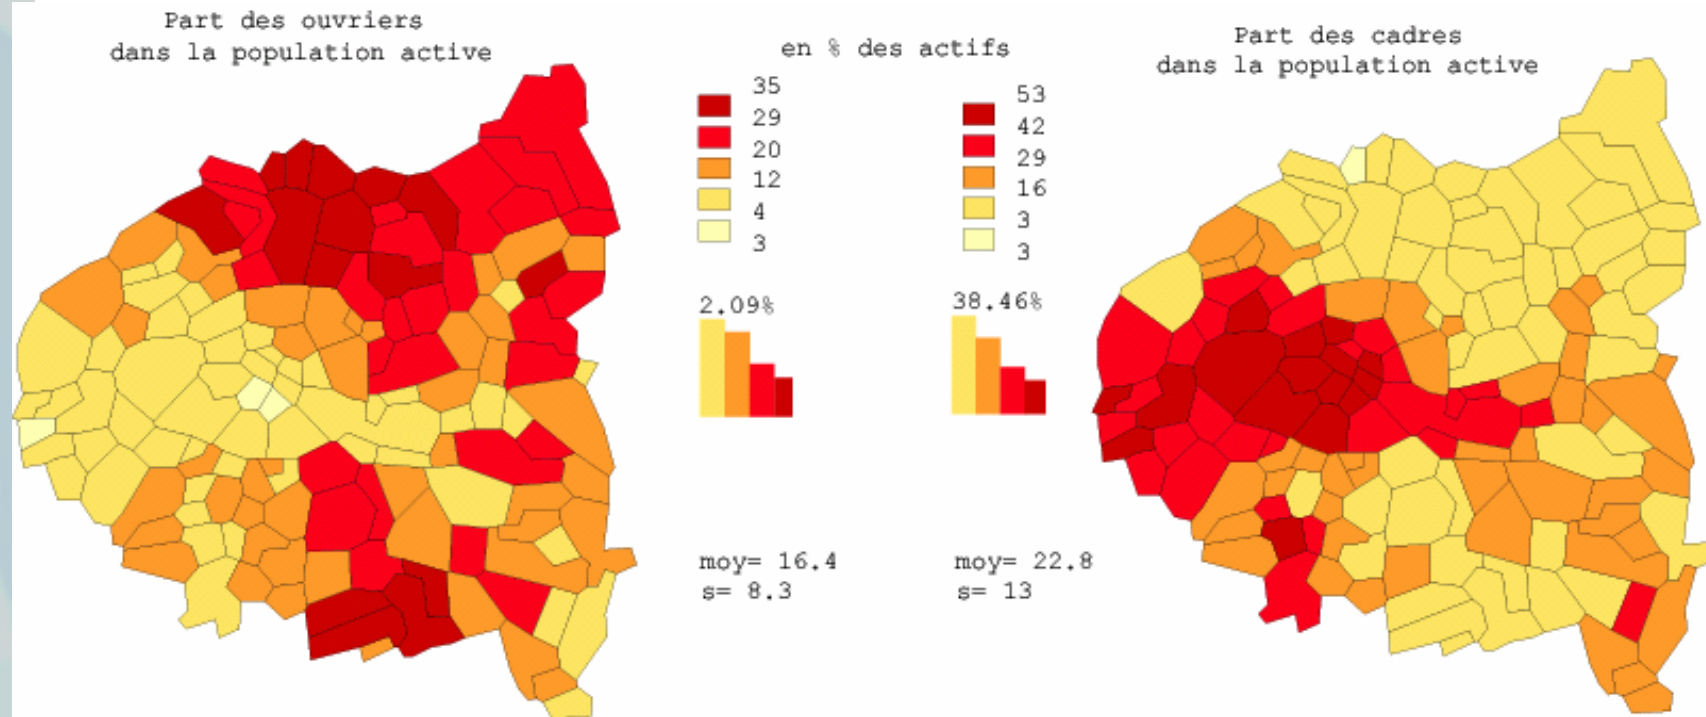 Part des ouvriers
dans la population active
en % des actifs
35
29
20
12
4
3
53
42
29
16
3
3
2.09%
38.46%
moy= 16.4
s= 8.3
moy= 22.8
s= 13
Part des cadres
dans la population active